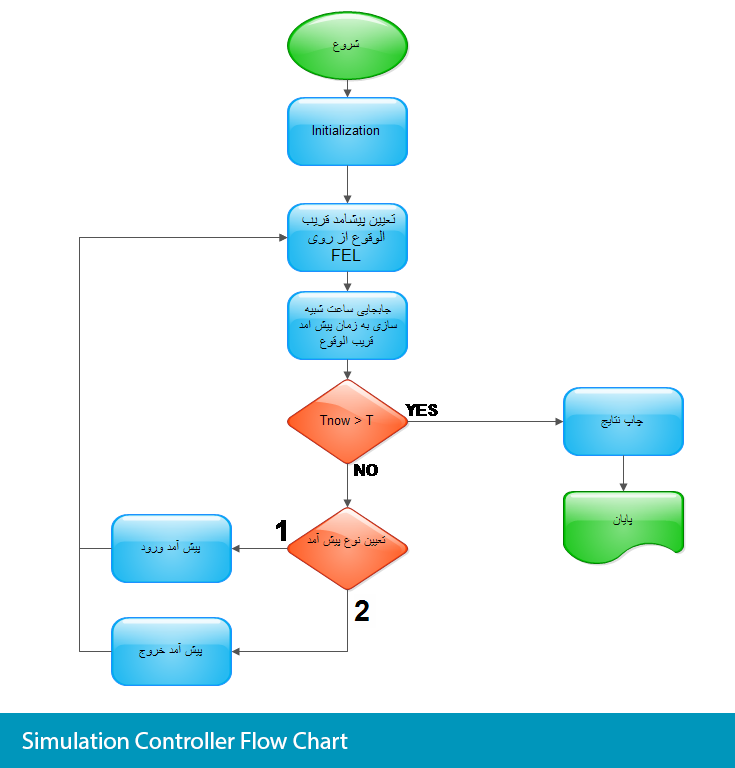 شروع
Initialization
تعیین پیشامد قریب
الوقوع از روی
FEL
جابجایی ساعت شبیه
سازی به زمان پیش آمد
قریب الوقوع
Tnow > T
YES
چاپ نتایج
NO
پایان
تعیین نوع پیش آمد
1
پیش آمد ورود
2
پیش آمد خروج
Simulation Controller Flow Chart